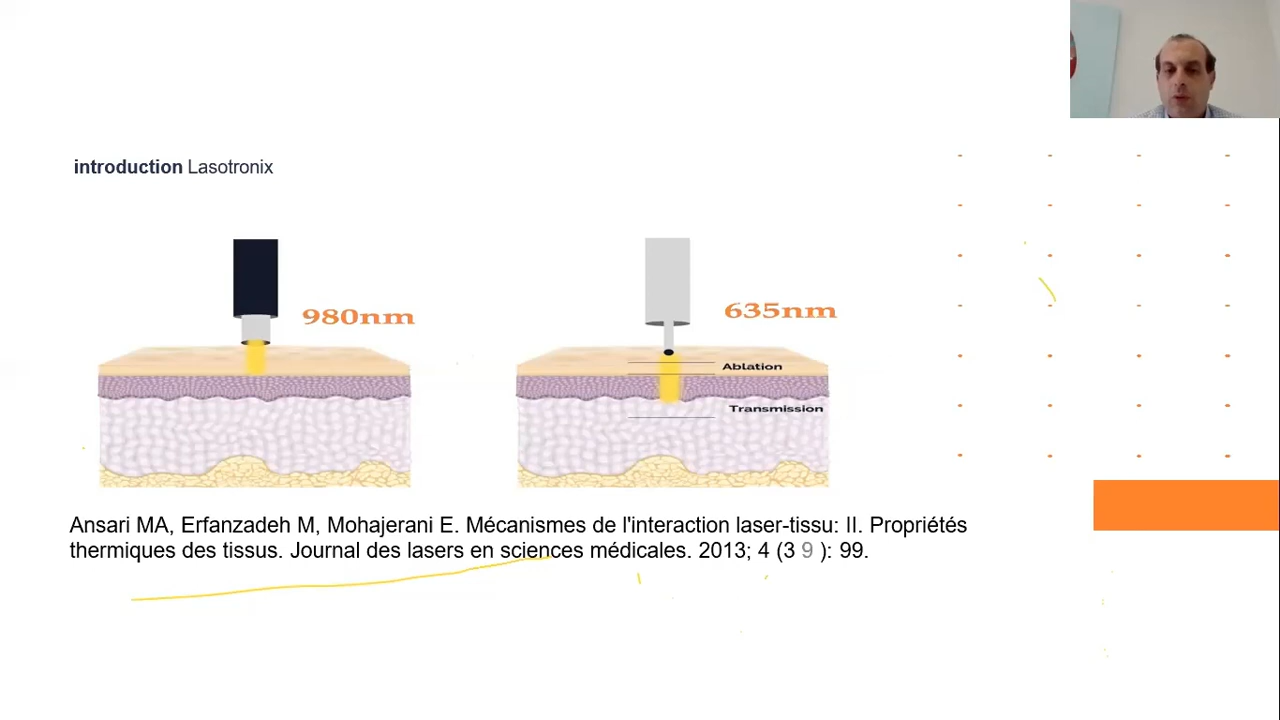 introduction Lasotronix
980nm
635nm
Ablation
Transmission
Ansari MA, Erfanzadeh M, Mohajerani E. Mécanismes de l'interaction laser-tissu: II. Propriétés
thermiques des tissus. Journal des lasers en sciences médicales. 2013; 4 (3 9 ): 99.